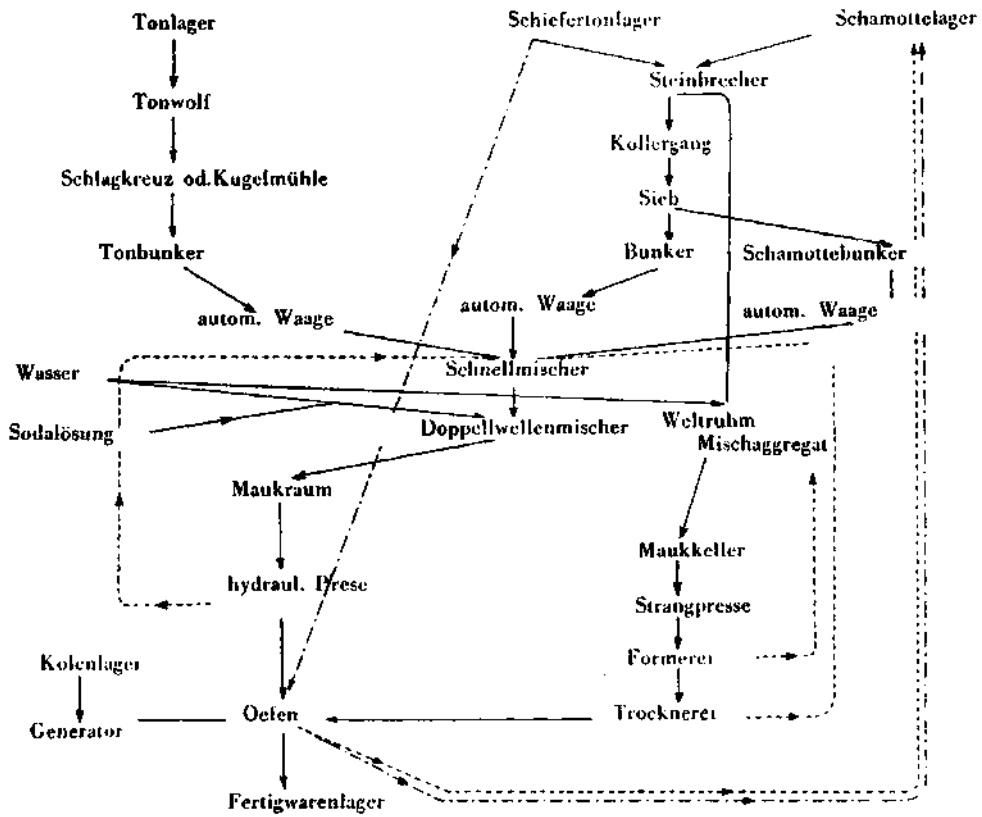 Tonlager
Schiefertonlager
Schamottelager
Steinbrecher
Tonwolf
Kollergang
Schlagkreuz od. Kugelmühle
Sieb
Tonbunker
Bunker
Schamottebunker
autom. Waage
autom. Waage
autom. Waage
Schnellmischer
Wasser
Sodalösung
Doppellwellenmischer
Weltruhm
Mischaggregat
Maukraum
Maukkeller
hydraul. Prese
Strangpresse
Kolenlager
Formerei
Generator
Oefen
Trocknerei
Fertigwarenlager